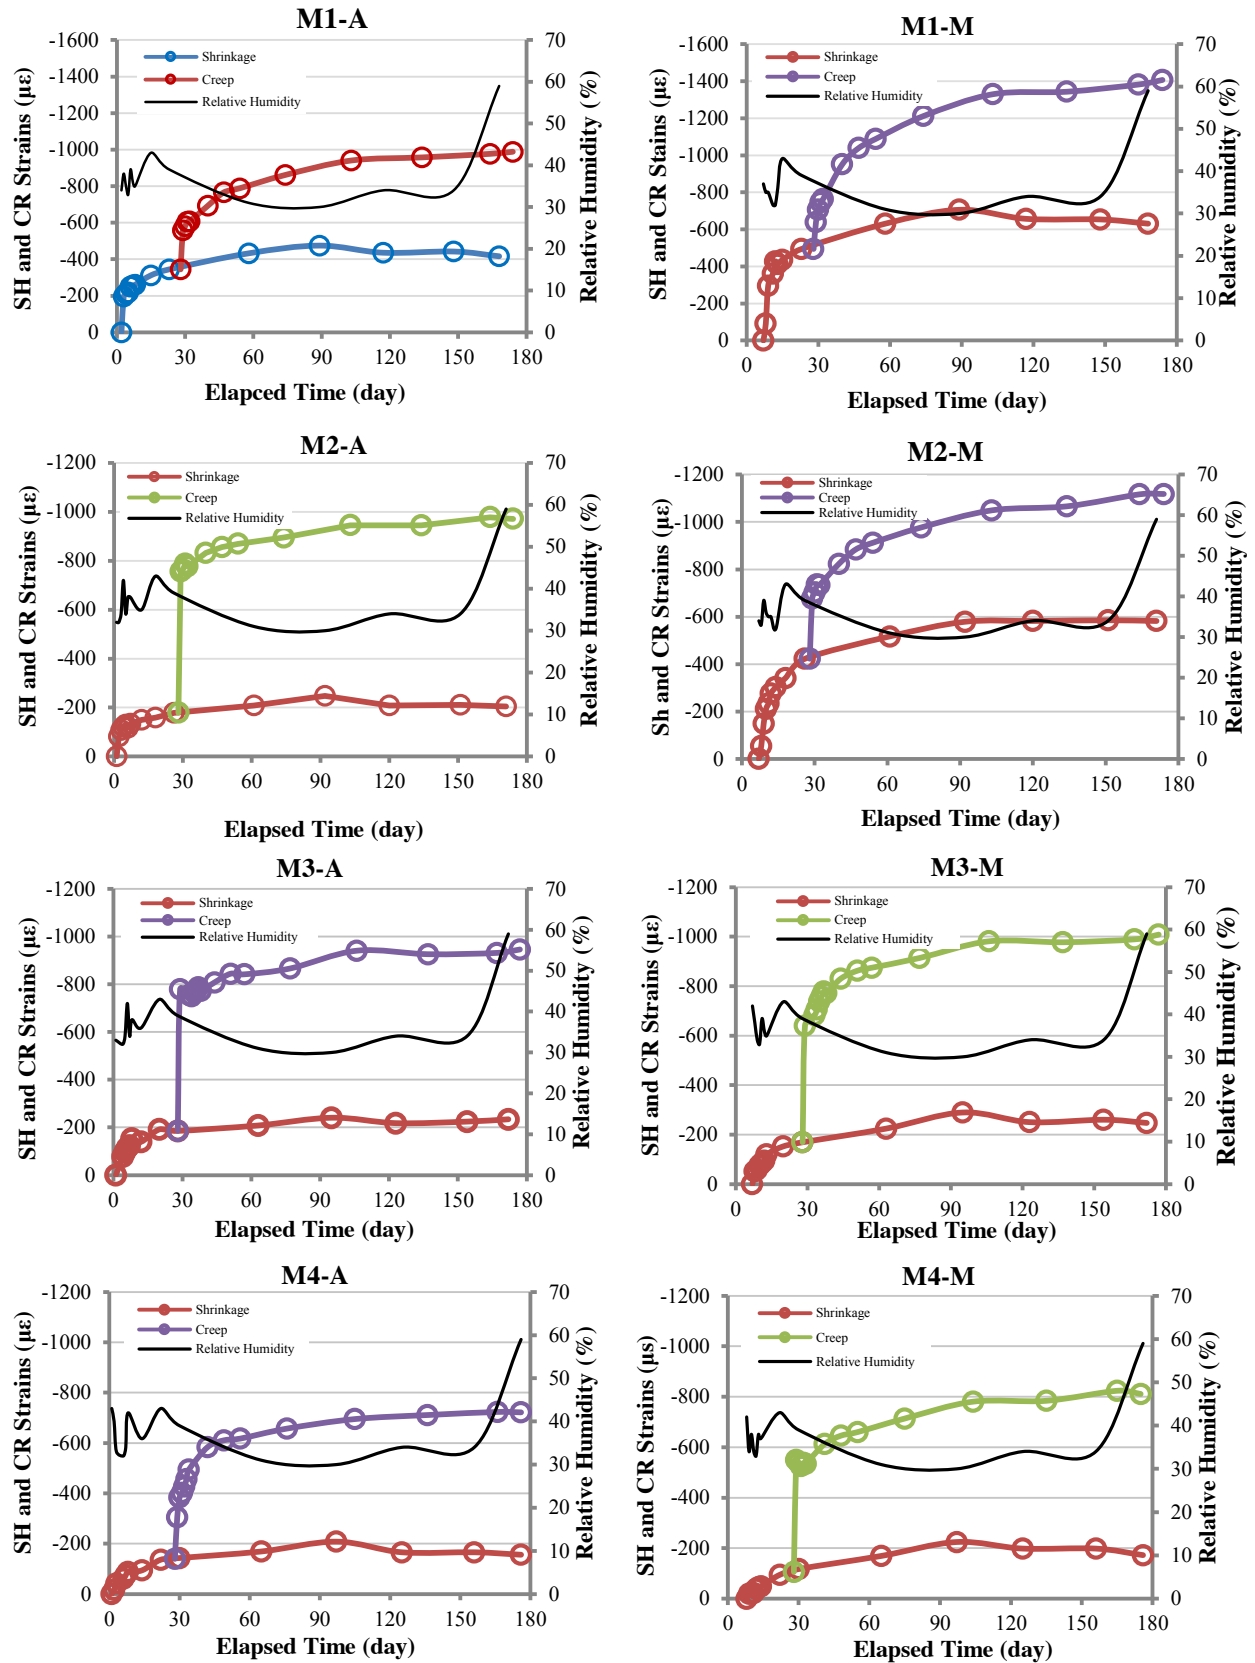 M1-A
SH and CR Strains (με)
-1600
-1400
-1200
-1000
-800
-600
-400
-200
0
Shrinkage
Creep
Relative Humidity
70
60
50
40
30
20
10
0
Relative Humidity (%)
0 30 60 90 120 150 180
Elapced Time (day)
M1-M
SH and CR Stains (με)
-1600
-1400
-1200
-1000
-800
-600
-400
-200
0
Shrinkage
Creep
Relative Humidity
70
60
50
40
30
20
10
0
Relative humidity (%)
0 30 60 90 120 150 180
Elapsed Time (day)
M2-A
SH and CR Strains (με)
-1200
-1000
-800
-600
-400
-200
0
Shrinkage
Creep
Relative Humidity
70
60
50
40
30
20
10
0
Relative Humidity (%)
0 30 60 90 120 150 180
Elapsed Time (day)
M2-M
Sh and CR Strains (με)
-1200
-1000
-800
-600
-400
-200
0
Shrinkage
Creep
Relative Humidity
70
60
50
40
30
20
10
0
Relative Humidity (%)
0 30 60 90 120 150 180
Elapsed Time (day)
M3-A
SH and CR Strains (με)
-1200
-1000
-800
-600
-400
-200
0
Shrinkage
Creep
Relative Humidity
70
60
50
40
30
20
10
0
Relative Humidity (%)
0 30 60 90 120 150 180
Elapsed Time (day)
M3-M
SH and CR Strains (με)
-1200
-1000
-800
-600
-400
-200
0
Shrinkage
Creep
Relative Humidity
70
60
50
40
30
20
10
0
Relative Humidity (%)
0 30 60 90 120 150 180
Elapsed Time (day)
M4-A
SH and CR Strains (με)
-1200
-1000
-800
-600
-400
-200
0
Shrinkage
Creep
Relative Humidity
70
60
50
40
30
20
10
0
Relative Humidity (%)
0 30 60 90 120 150 180
Elapsed Time (day)
M4-M
SH and CR Strains (μs)
-1200
-1000
-800
-600
-400
-200
0
Shrinkage
Creep
Relative Humidity
70
60
50
40
30
20
10
0
Relative Humidity (%)
0 30 60 90 120 150 180
Elapsed Time (day)